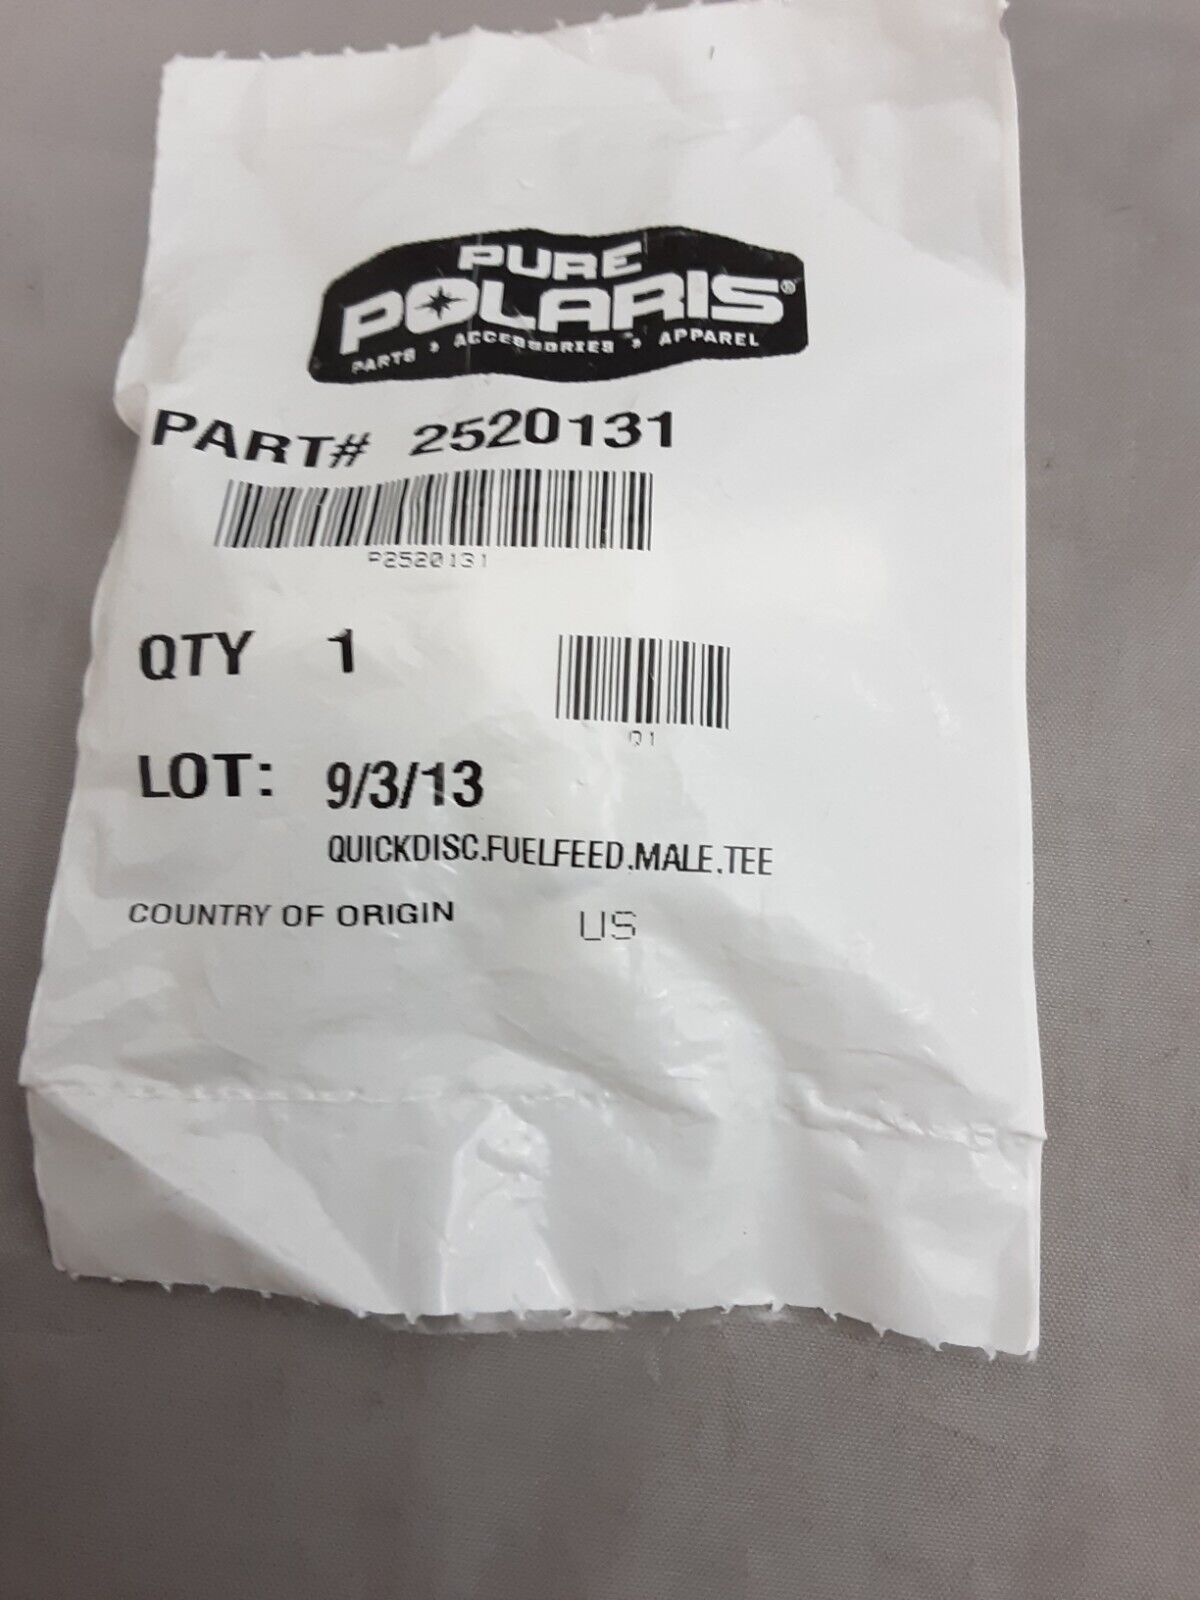 PURE
POLARIS®
PARTS • ACCESSORIES • APPAREL
PART# 2520131
P2520131
QTY 1
Q1
LOT: 9/3/13
QUICKDISC.FUELFEED.MALE.TEE
COUNTRY OF ORIGIN US